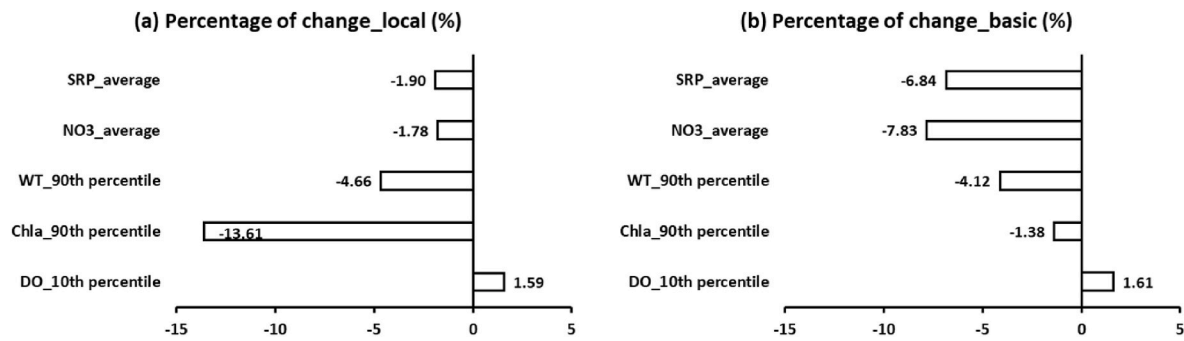 (a) Percentage of change_local (%)
SRP_average
-1.90
NO3_average
-1.78
WT_90th percentile
-4.66
Chla_90th percentile
-13.61
DO_10th percentile
1.59
-15 -10 -5 0 5
(b) Percentage of change_basic (%)
SRP_average
-6.84
NO3_average
-7.83
WT_90th percentile
-4.12
Chla_90th percentile
-1.38
DO_10th percentile
1.61
-15 -10 -5 0 5